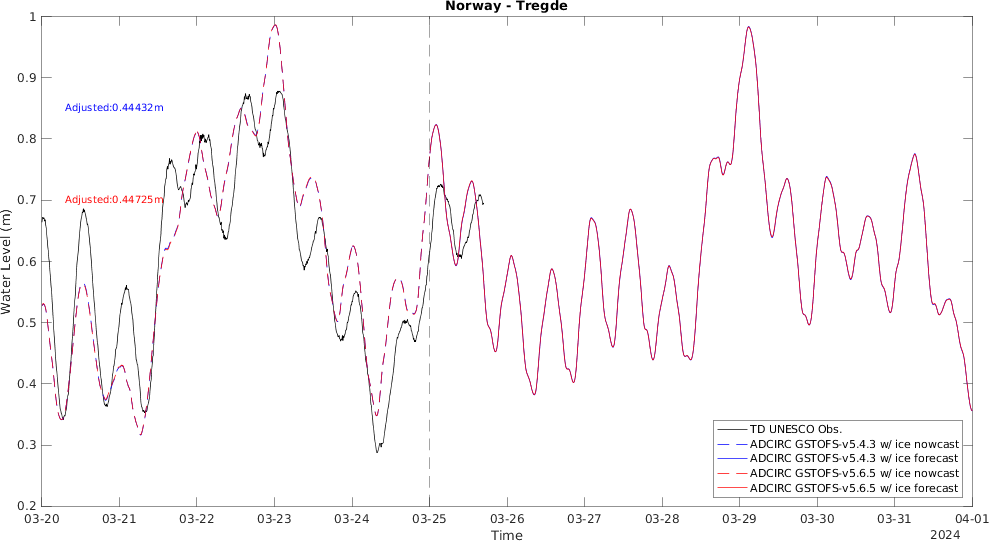 Norway - Tregde
1
0.9
0.8
0.7
0.6
0.5
0.4
0.3
0.2
Water Level (m)
Adjusted:0.44432m
Adjusted:0.44725m
TD UNESCO Obs.
ADCIRC GSTOFS-v5.4.3 w/ ice nowcast
ADCIRC GSTOFS-v5.4.3 w/ ice forecast
ADCIRC GSTOFS-v5.6.5 w/ ice nowcast
ADCIRC GSTOFS-v5.6.5 w/ ice forecast
03-20 03-21 03-22 03-23 03-24 03-25 03-26 03-27 03-28 03-29 03-30 03-31 04-01
Time
2024